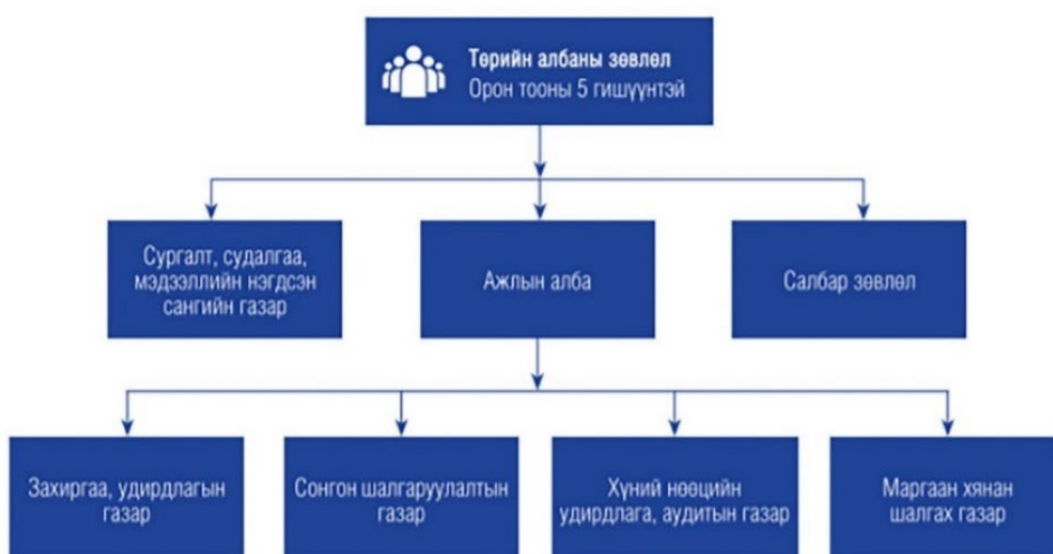 Төрийн албаны зөвлөл
Орон тооны 5 гишүүнтэй
Сургалт, судалгаа,
мэдзээллийн нэгдсэн
сангийн газар
Ажлын алба
Салбар зөвлөл
Захиргаа, удирдлагын
газар
Сонгон шалгаруулалтын
газар
Хүний нөөцийн
удирдлага, аудитын газар
Маргаан хянан
шалгах газар